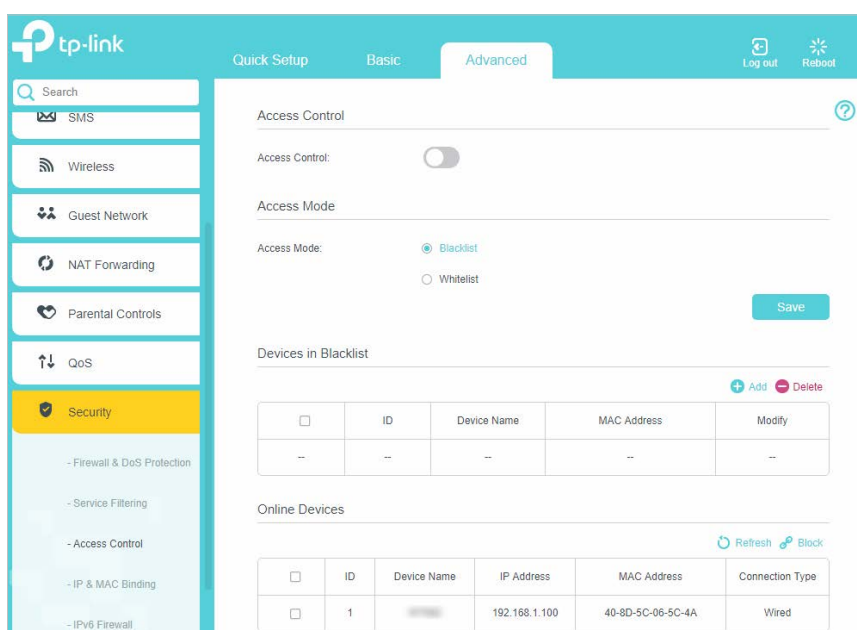 tp-link
Quick Setup
Basic
Advanced
Log out
Reboot
Search
SMS
Wireless
Guest Network
NAT Forwarding
Parental Controls
QoS
Security
- Firewall & DoS Protection
- Service Filtering
- Access Control
- IP & MAC Binding
- IPv6 Firewall
Access Control
Access Control:
Access Mode
Access Mode:
Blacklist
Whitelist
Save
Devices in Blacklist
Add Delete
ID Device Name MAC Address Modify
-- -- -- -- --
Online Devices
Refresh Block
ID Device Name IP Address MAC Address Connection Type
1 192.168.1.100 40-8D-5C-06-5C-4A Wired